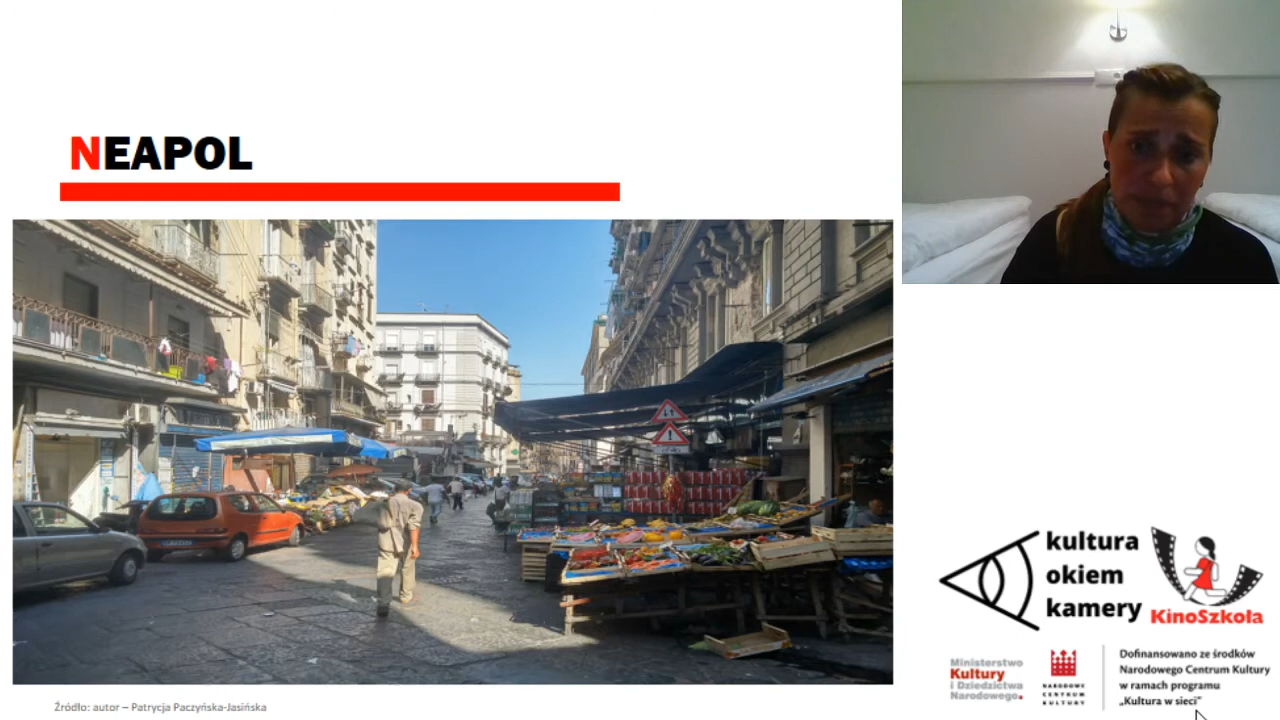 NEAPOL
kultura
okiem
kamery
KinoSzkoła
Ministerstwo
Kultury
i Dziedzictwa
Narodowego.
NARODOWE
CENTRUM
KULTURY
Dofinansowano ze środków
Narodowego Centrum Kultury
w ramach programu
„Kultura w sieci”
Źródło: autor – Patrycja Paczyńska-Jasińska